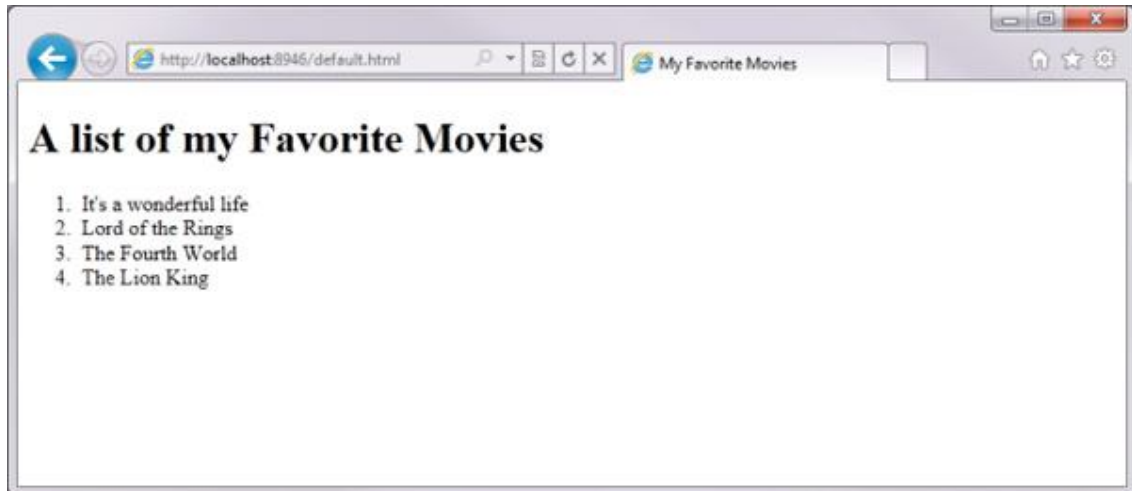 http://localhost:8946/default.html
My Favorite Movies
A list of my Favorite Movies
1. It's a wonderful life
2. Lord of the Rings
3. The Fourth World
4. The Lion King